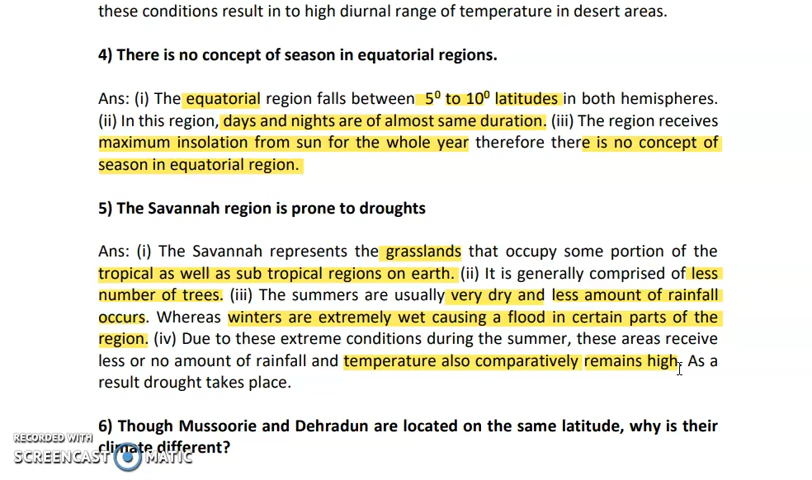 these conditions result in to high diurnal range of temperature in desert areas.
4) There is no concept of season in equatorial regions.
Ans: (i) The equatorial region falls between 5⁰ to 10⁰ latitudes in both hemispheres.
(ii) In this region, days and nights are of almost same duration. (iii) The region receives
maximum insolation from sun for the whole year therefore there is no concept of
season in equatorial region.
5) The Savannah region is prone to droughts
Ans: (i) The Savannah represents the grasslands that occupy some portion of the
tropical as well as sub tropical regions on earth. (ii) It is generally comprised of less
number of trees. (iii) The summers are usually very dry and less amount of rainfall
occurs. Whereas winters are extremely wet causing a flood in certain parts of the
region. (iv) Due to these extreme conditions during the summer, these areas receive
less or no amount of rainfall and temperature also comparatively remains high. As a
result drought takes place.
6) Though Mussoorie and Dehradun are located on the same latitude, why is their
climate different?
RECORDED WITH
SCREENCAST MATIC